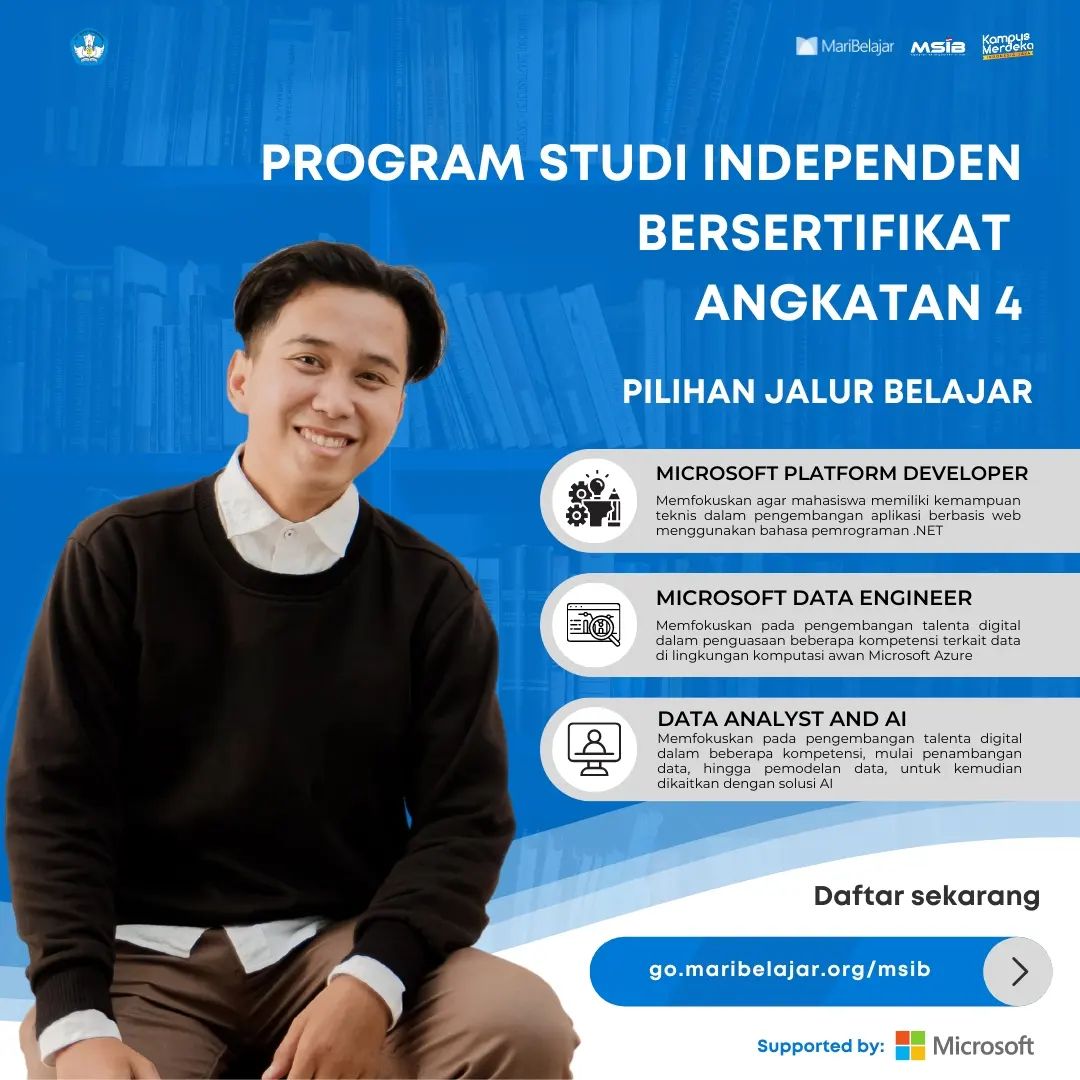 MariBelajar
MSIB
Kampus
Merdeka
INDONESIA JAYA
PROGRAM STUDI INDEPENDEN
BERSERTIFIKAT
ANGKATAN 4
PILIHAN JALUR BELAJAR
MICROSOFT PLATFORM DEVELOPER
Memfokuskan agar mahasiswa memiliki kemampuan
teknis dalam pengembangan aplikasi berbasis web
menggunakan bahasa pemrograman .NET
MICROSOFT DATA ENGINEER
Memfokuskan pada pengembangan talenta digital
dalam penguasaan beberapa kompetensi terkait data
di lingkungan komputasi awan Microsoft Azure
DATA ANALYST AND AI
Memfokuskan pada pengembangan talenta digital
dalam beberapa kompetensi, mulai penambangan
data, hingga pemodelan data, untuk kemudian
dikaitkan dengan solusi AI
Daftar sekarang
go.maribelajar.org/msib
Supported by:
Microsoft